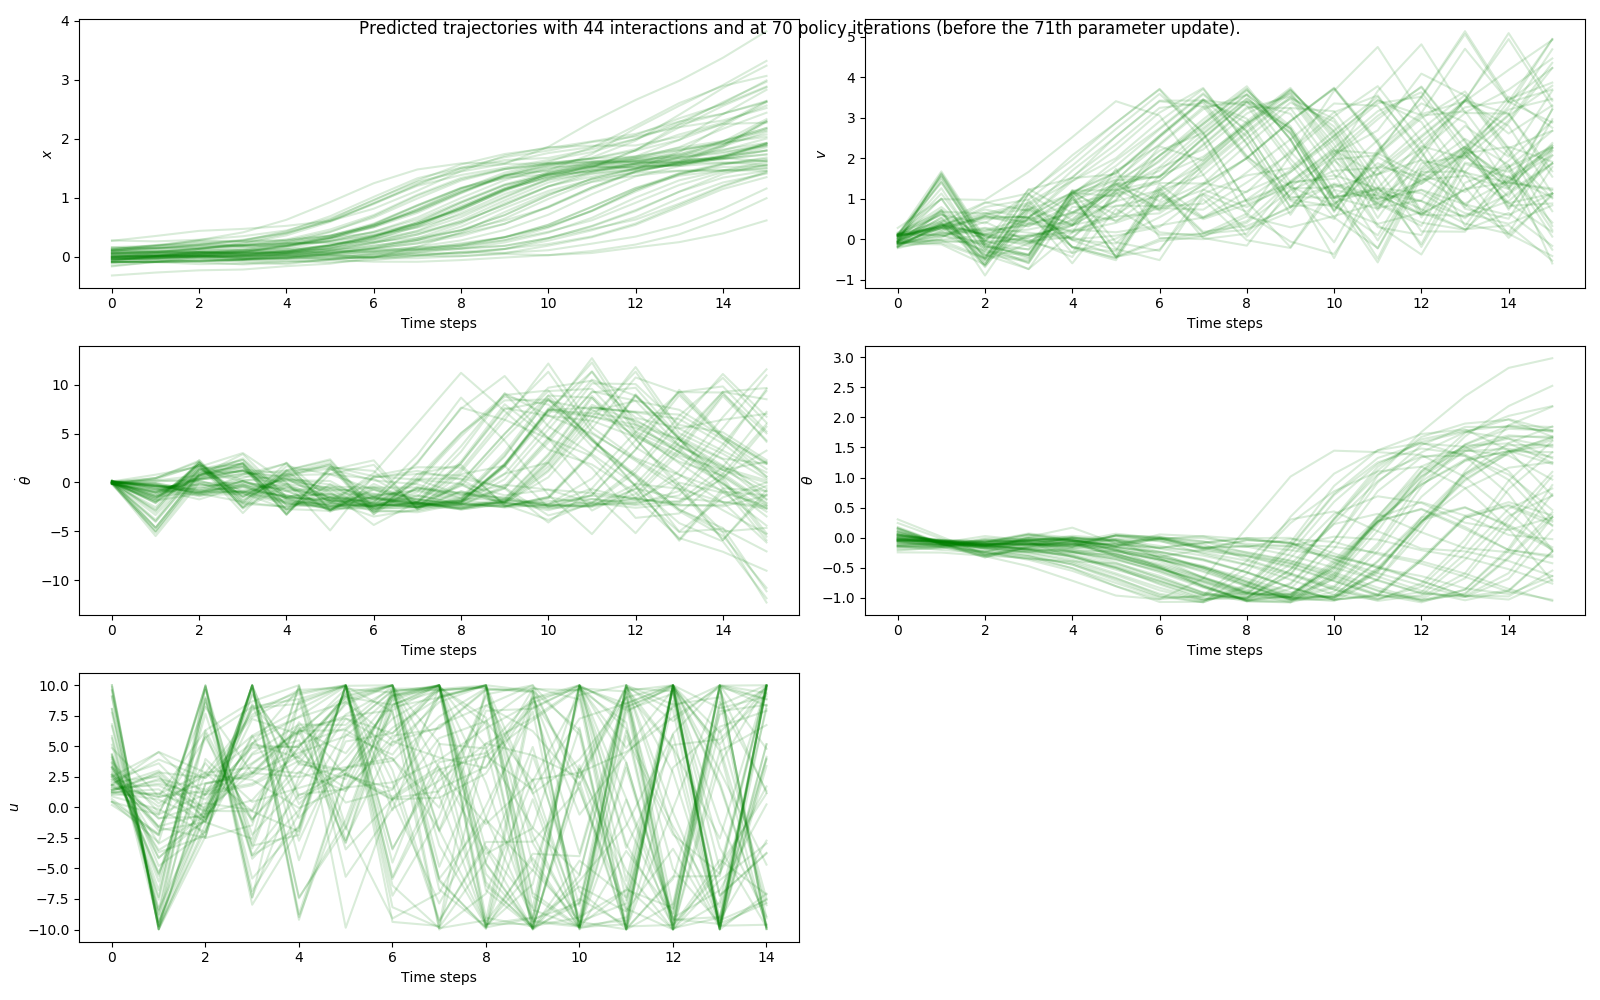 Predicted trajectories with 44 interactions and at 70 policy iterations (before the 71th parameter update).
4
3
2
1
0
x
0 2 4 6 8 10 12 14
Time steps
5
4
3
2
1
0
−1
v
0 2 4 6 8 10 12 14
Time steps
10
5
0
−5
−10
θ̇
0 2 4 6 8 10 12 14
Time steps
3.0
2.5
2.0
1.5
1.0
0.5
0.0
−0.5
−1.0
θ
0 2 4 6 8 10 12 14
Time steps
10.0
7.5
5.0
2.5
0.0
−2.5
−5.0
−7.5
−10.0
u
0 2 4 6 8 10 12 14
Time steps